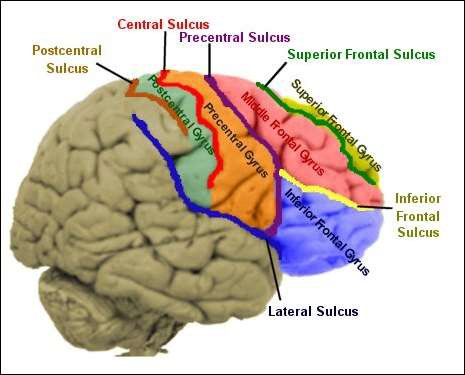 Central Sulcus
Precentral Sulcus
Postcentral
Sulcus
Superior Frontal Sulcus
Postcentral Gyrus
Precentral Gyrus
Middle Frontal Gyrus
Superior Frontal Gyrus
Inferior Frontal Gyrus
Inferior
Frontal
Sulcus
Lateral Sulcus